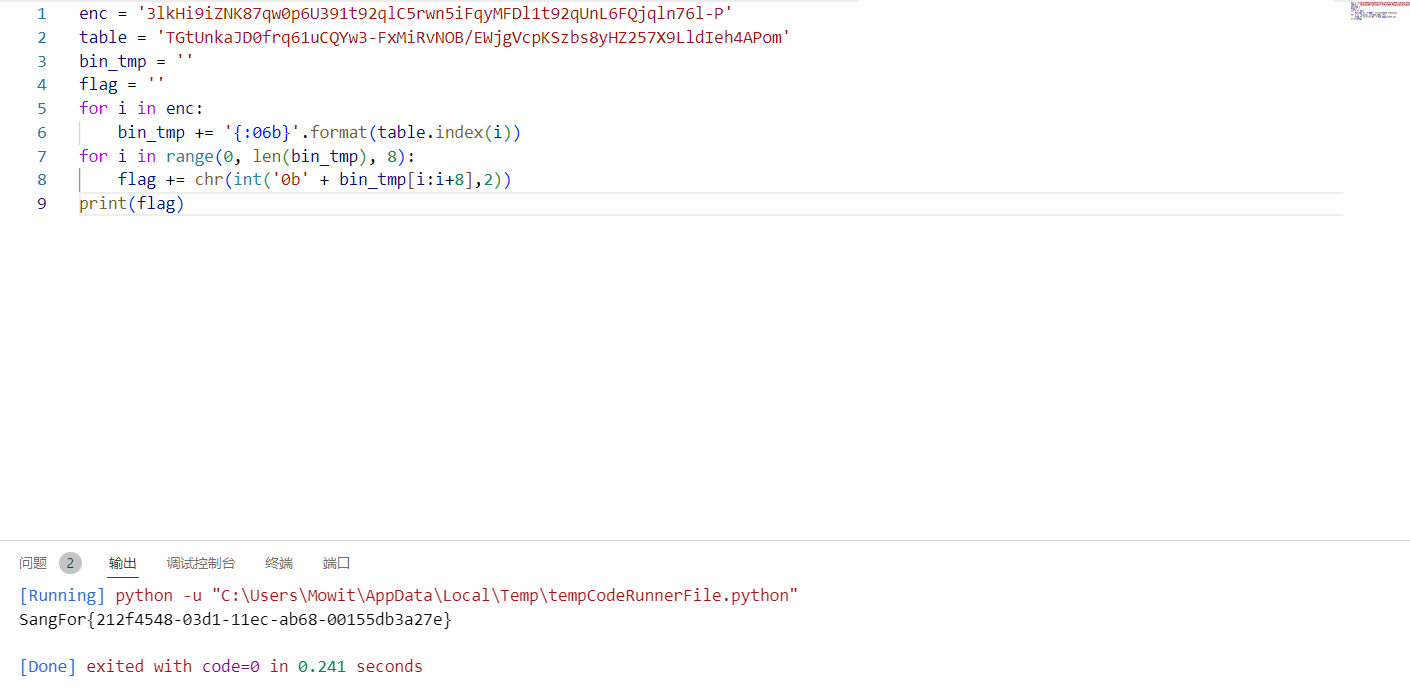 1 enc = '3lkHi9iZNK87qw0p6U391t92qlC5rwn5iFqyMFDl1t92qUnL6FQjqln76l-P'
2 table = 'TGtUnkaJD0frq61uCQYw3-FxMiRvNOB/EWjgVcpKSzbs8yHZ257X9LldIeh4APom'
3 bin_tmp = ''
4 flag = ''
5 for i in enc:
6 bin_tmp += '{:06b}'.format(table.index(i))
7 for i in range(0, len(bin_tmp), 8):
8 flag += chr(int('0b' + bin_tmp[i:i+8],2))
9 print(flag)
问题 2 输出 调试控制台 终端 端口
[Running] python -u "C:\Users\Mowit\AppData\Local\Temp\tempCodeRunnerFile.python"
SangFor{212f4548-03d1-11ec-ab68-00155db3a27e}
[Done] exited with code=0 in 0.241 seconds